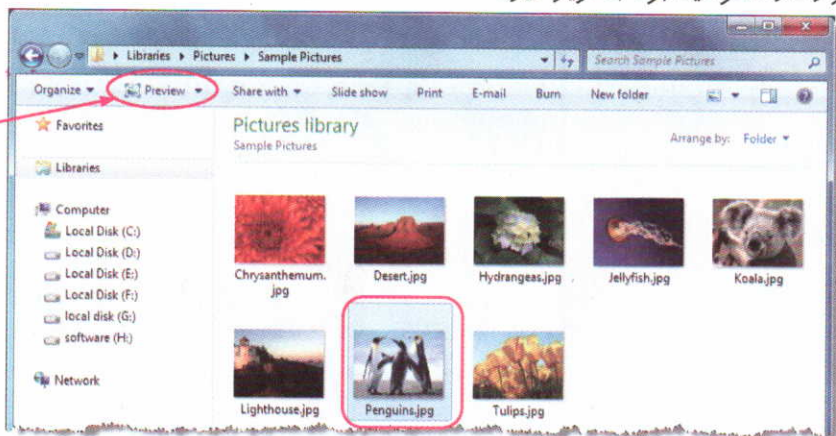 Libraries ▸ Pictures ▸ Sample Pictures
Search Sample Pictures
Organize Preview Share with Slide show Print E-mail Burn New folder
Favorites
Libraries
Computer
Local Disk (C:)
Local Disk (D:)
Local Disk (E:)
Local Disk (F:)
local disk (G:)
software (H:)
Network
Pictures library
Sample Pictures
Arrange by: Folder
Chrysanthemum.
jpg
Desert.jpg
Hydrangeas.jpg
Jellyfish.jpg
Koala.jpg
Lighthouse.jpg
Penguins.jpg
Tulips.jpg